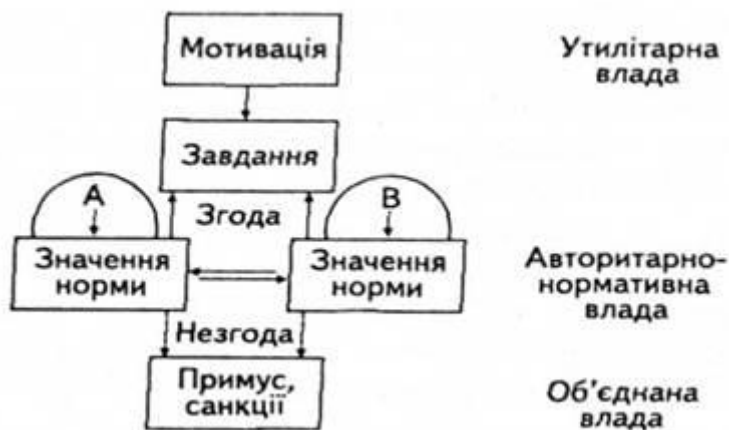 Мотивація
Утилітарна
влада
Завдання
А
Згода
В
Значення
норми
Значення
норми
Авторитарно-
нормативна
влада
Незгода
Примус,
санкції
Об'єднана
влада